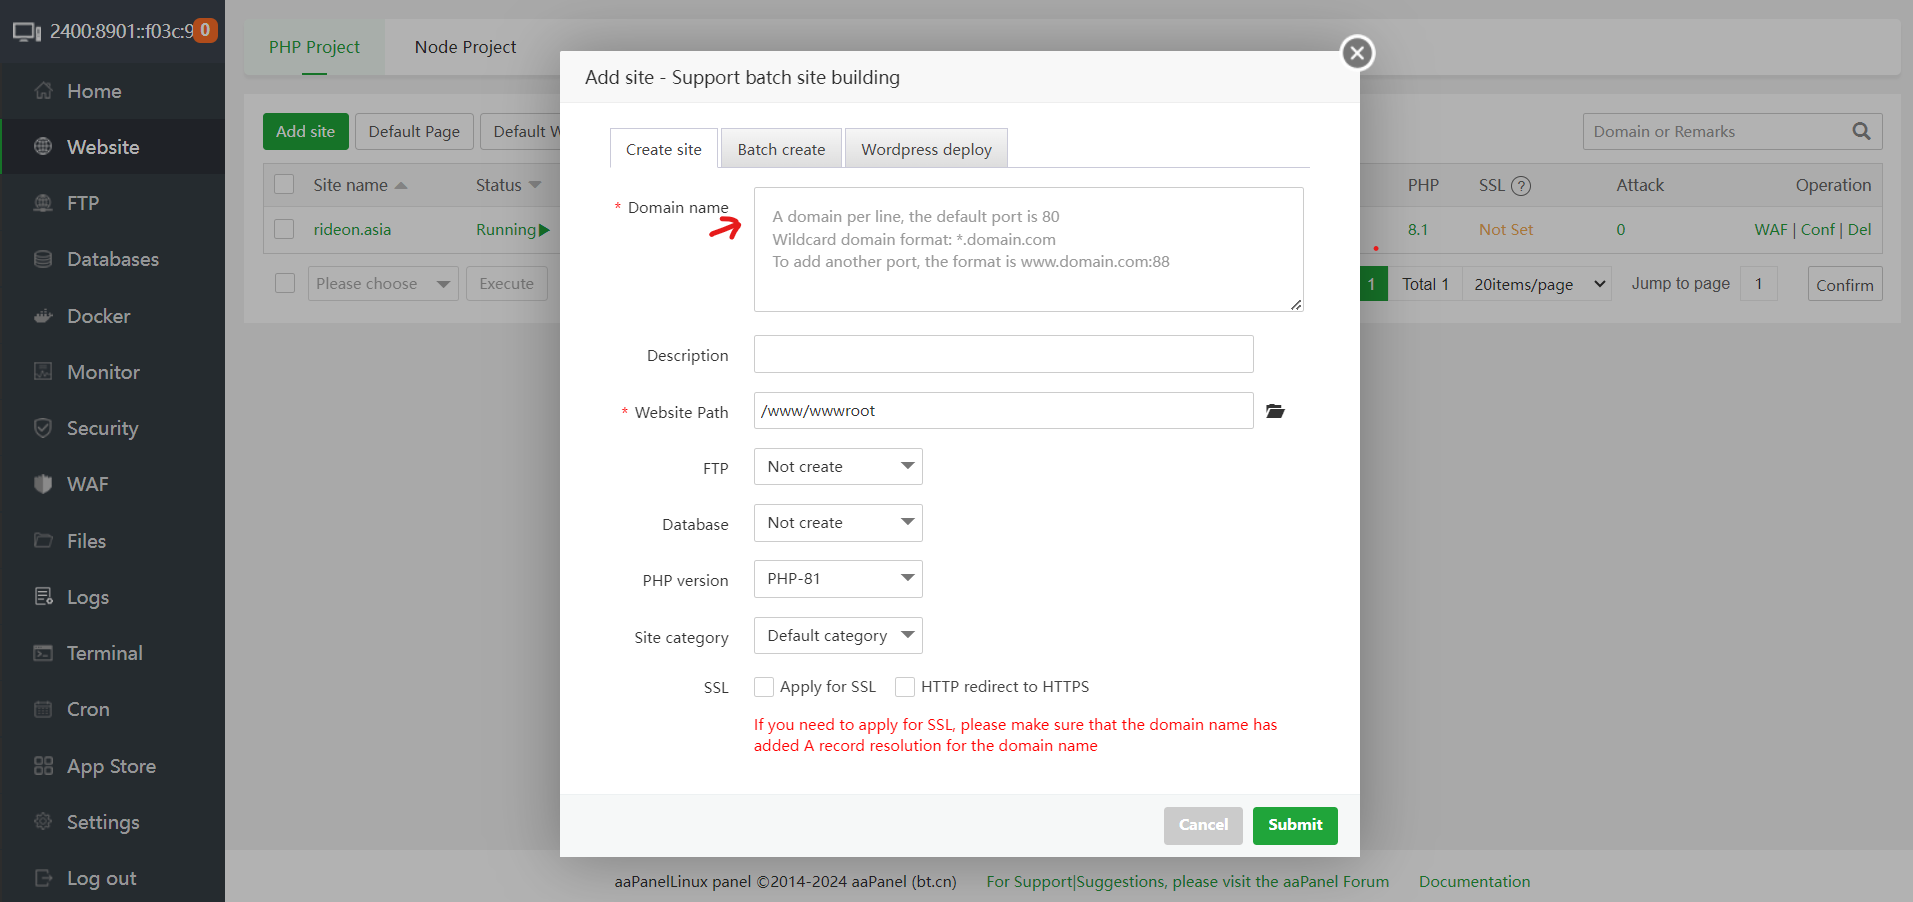 2400:8901::f03c:9
0
Home
Website
FTP
Databases
Docker
Monitor
Security
WAF
Files
Logs
Terminal
Cron
App Store
Settings
Log out
PHP Project
Node Project
Add site
Default Page
Default W
Domain or Remarks
Site name
Status
PHP
SSL ?
Attack
Operation
rideon.asia
Running
8.1
Not Set
0
WAF | Conf | Del
Please choose
Execute
1
Total 1
20items/page
Jump to page
1
Confirm
Add site - Support batch site building
Create site
Batch create
Wordpress deploy
* Domain name
A domain per line, the default port is 80
Wildcard domain format: *.domain.com
To add another port, the format is www.domain.com:88
Description
* Website Path
/www/wwwroot
FTP
Not create
Database
Not create
PHP version
PHP-81
Site category
Default category
SSL
Apply for SSL
HTTP redirect to HTTPS
If you need to apply for SSL, please make sure that the domain name has
added A record resolution for the domain name
Cancel
Submit
aaPanelLinux panel ©2014-2024 aaPanel (bt.cn)
For Support|Suggestions, please visit the aaPanel Forum
Documentation